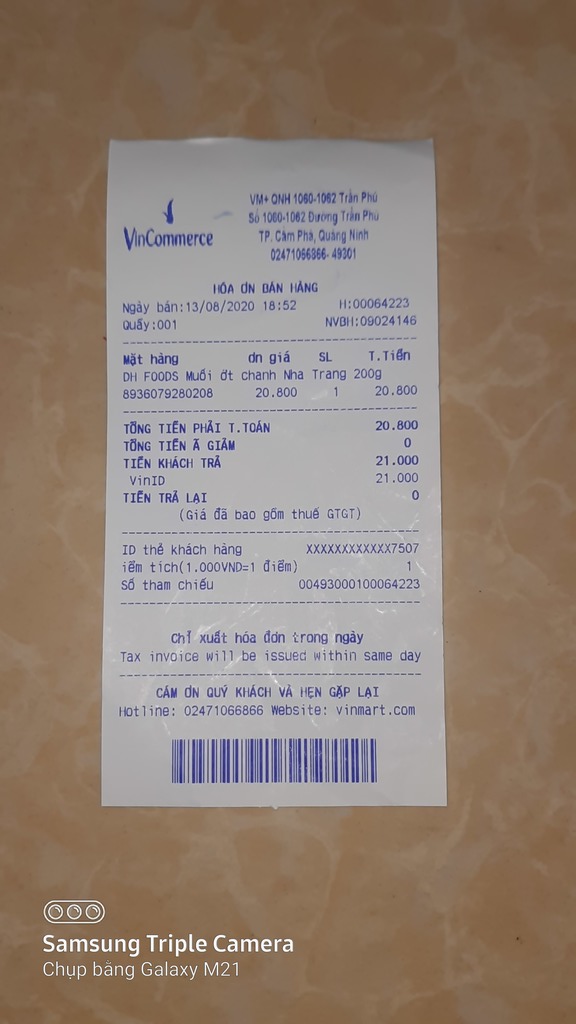 VinCommerce
VM+ QNH 1060-1062 Trần Phú
Số 1060-1062 Đường Trần Phú
TP. Cẩm Phả, Quảng Ninh
02471066866- 49301
HÓA ƠN BÁN HÀNG
Ngày bán:13/08/2020 18:52 H:00064223
Quầy:001 NVBH:09024146
Mặt hàng ơn giá SL T.Tiền
DH FOODS Muối ớt chanh Nha Trang 200g
8936079280208 20.800 1 20.800
TỔNG TIỀN PHẢI T.TOÁN 20.800
TỔNG TIỀN Ã GIẢM 0
TIỀN KHÁCH TRẢ 21.000
VinID 21.000
TIỀN TRẢ LẠI 0
(Giá đã bao gồm thuế GTGT)
ID thẻ khách hàng XXXXXXXXXXXX7507
iểm tích(1.000VND=1 điểm) 1
Số tham chiếu 00493000100064223
Chỉ xuất hóa đơn trong ngày
Tax invoice will be issued within same day
CẢM ƠN QUÝ KHÁCH VÀ HẸN GẶP LẠI
Hotline: 02471066866 Website: vinmart.com
Samsung Triple Camera
Chụp bằng Galaxy M21